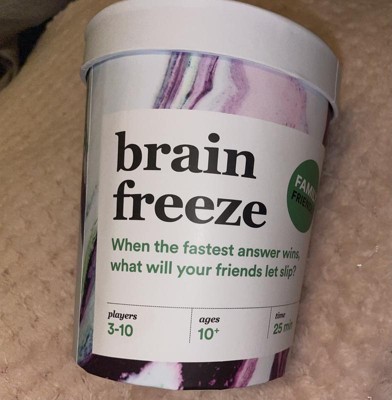 brain
freeze
FAMILY
FRIENDLY
When the fastest answer wins,
what will your friends let slip?
players
3-10
ages
10+
time
25 min